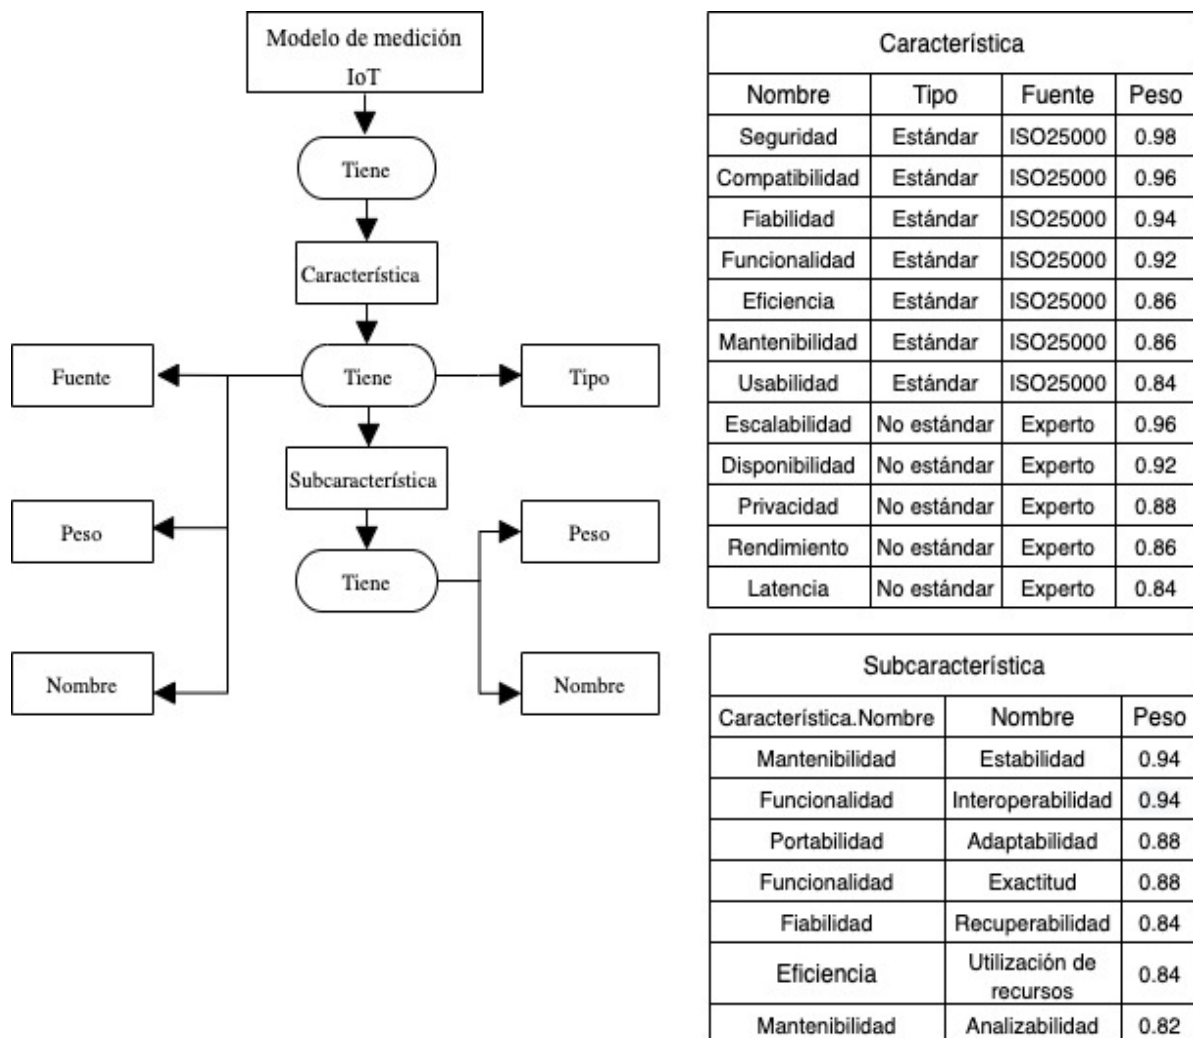 Modelo de medición
IoT
Tiene
Característica
Fuente
Tiene
Tipo
Subcaracterística
Peso
Peso
Tiene
Nombre
Nombre
Característica
Nombre Tipo Fuente Peso
Seguridad Estándar ISO25000 0.98
Compatibilidad Estándar ISO25000 0.96
Fiabilidad Estándar ISO25000 0.94
Funcionalidad Estándar ISO25000 0.92
Eficiencia Estándar ISO25000 0.86
Mantenibilidad Estándar ISO25000 0.86
Usabilidad Estándar ISO25000 0.84
Escalabilidad No estándar Experto 0.96
Disponibilidad No estándar Experto 0.92
Privacidad No estándar Experto 0.88
Rendimiento No estándar Experto 0.86
Latencia No estándar Experto 0.84
Subcaracterística
Característica.Nombre Nombre Peso
Mantenibilidad Estabilidad 0.94
Funcionalidad Interoperabilidad 0.94
Portabilidad Adaptabilidad 0.88
Funcionalidad Exactitud 0.88
Fiabilidad Recuperabilidad 0.84
Eficiencia Utilización de
recursos 0.84
Mantenibilidad Analizabilidad 0.82